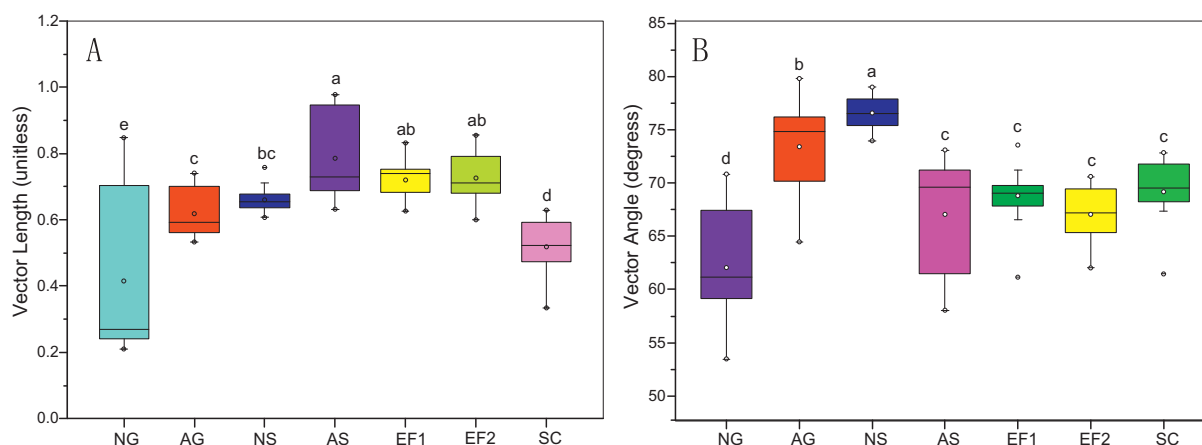 A
Vector Length (unitless)
1.2
1.0
0.8
0.6
0.4
0.2
0.0
e
c
bc
a
ab
ab
d
NG AG NS AS EF1 EF2 SC
B
Vector Angle (degress)
85
80
75
70
65
60
55
50
d
b
a
c
c
c
c
NG AG NS AS EF1 EF2 SC